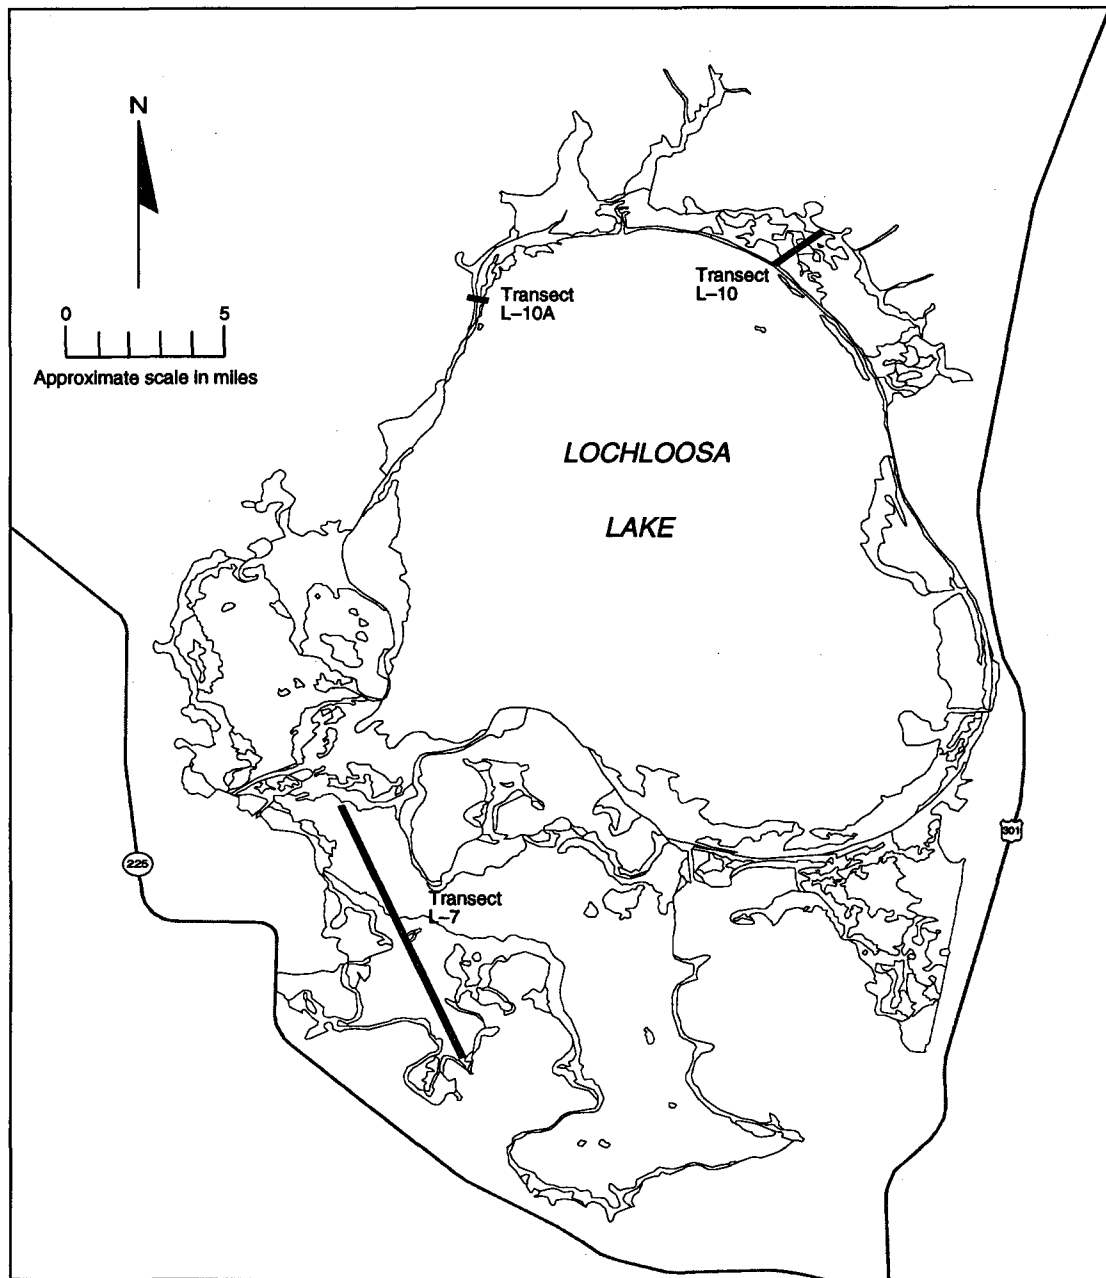 N
0 5
Approximate scale in miles
Transect
L–10
Transect
L–10A
LOCHLOOSA
LAKE
301
225
Transect
L–7